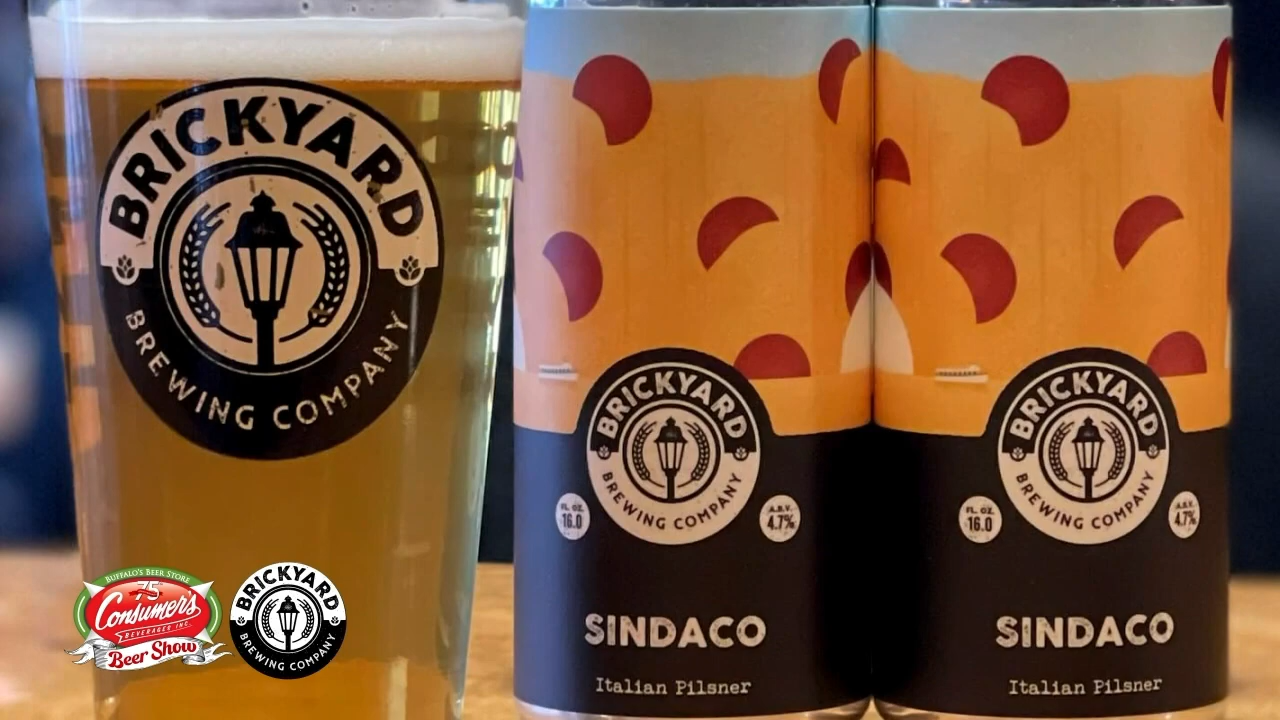 BRICKYARD
BREWING COMPANY
BRICKYARD
BREWING COMPANY
FL. OZ.
16.0
A.B.V.
4.7%
SINDACO
Italian Pilsner
BRICKYARD
BREWING COMPANY
FL. OZ.
16.0
A.B.V.
4.7%
SINDACO
Italian Pilsner
BUFFALO'S BEER STORE
75
Consumer's
BEVERAGES INC.
Beer Show
BRICKYARD
BREWING COMPANY